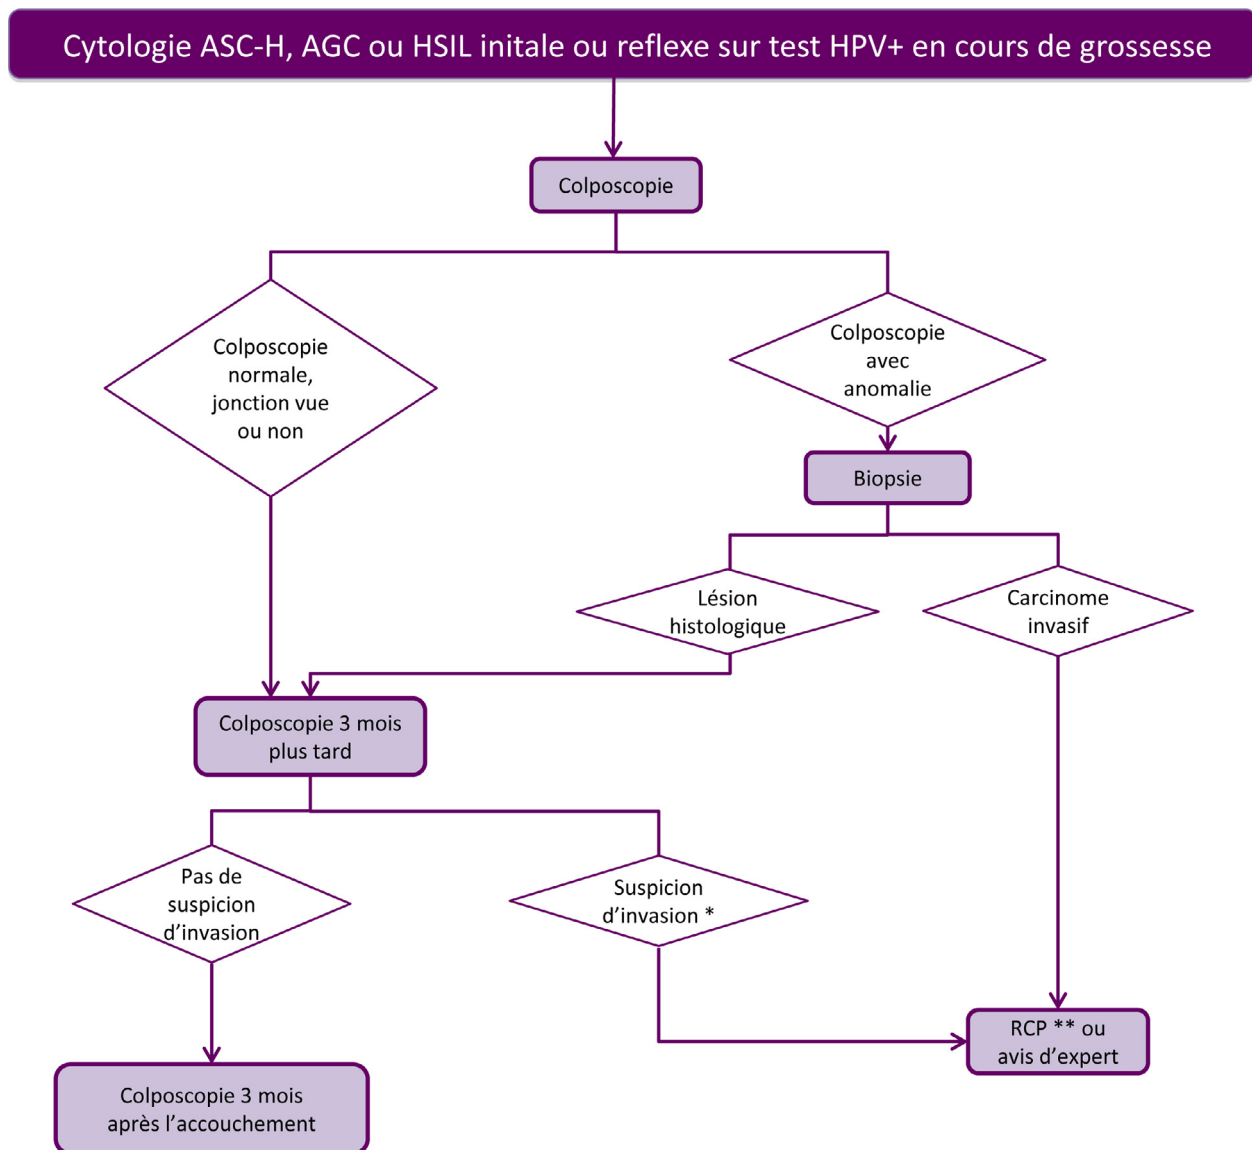 Cytologie ASC-H, AGC ou HSIL initale ou reflexe sur test HPV+ en cours de grossesse
Colposcopie
Colposcopie
normale,
jonction vue
ou non
Colposcopie
avec
anomalie
Biopsie
Lésion
histologique
Carcinome
invasif
Colposcopie 3 mois
plus tard
Pas de
suspicion
d’invasion
Suspicion
d’invasion *
RCP ** ou
avis d’expert
Colposcopie 3 mois
après l’accouchement